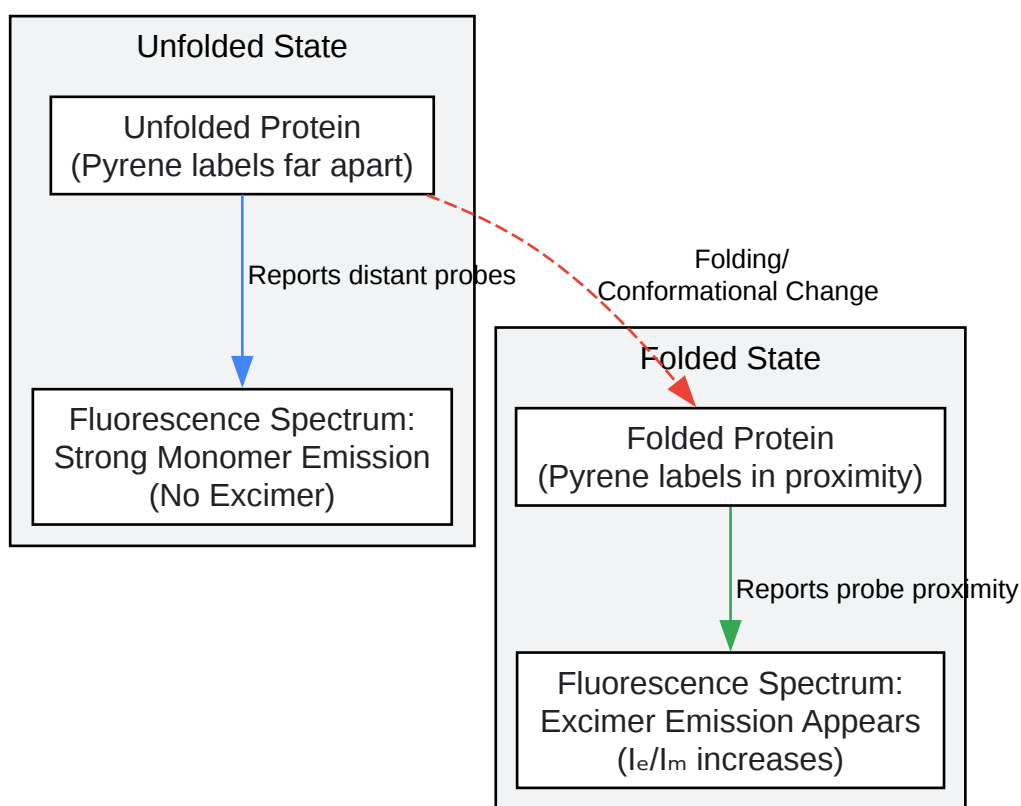 Unfolded State
Unfolded Protein
(Pyrene labels far apart)
Reports distant probes
Fluorescence Spectrum:
Strong Monomer Emission
(No Excimer)
Folding/
Conformational Change
Folded State
Folded Protein
(Pyrene labels in proximity)
Reports probe proximity
Fluorescence Spectrum:
Excimer Emission Appears
(Iₑ/Iₘ increases)